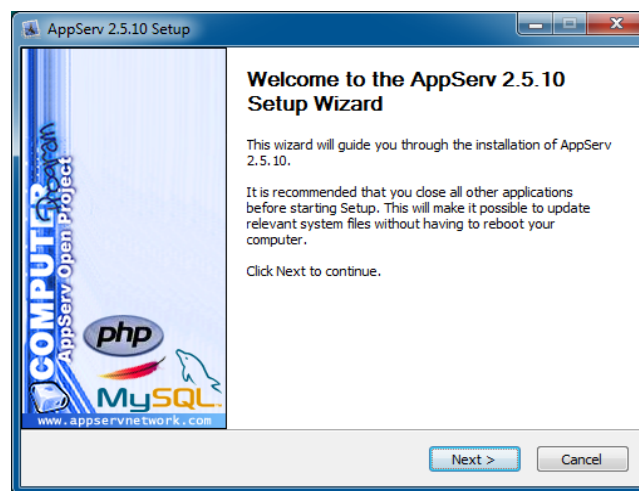 AppServ 2.5.10 Setup
Welcome to the AppServ 2.5.10
Setup Wizard
This wizard will guide you through the installation of AppServ
2.5.10.
It is recommended that you close all other applications
before starting Setup. This will make it possible to update
relevant system files without having to reboot your
computer.
Click Next to continue.
COMPUTER
Program
AppServ Open Project
php
MySQL
www.appservnetwork.com
Next >
Cancel